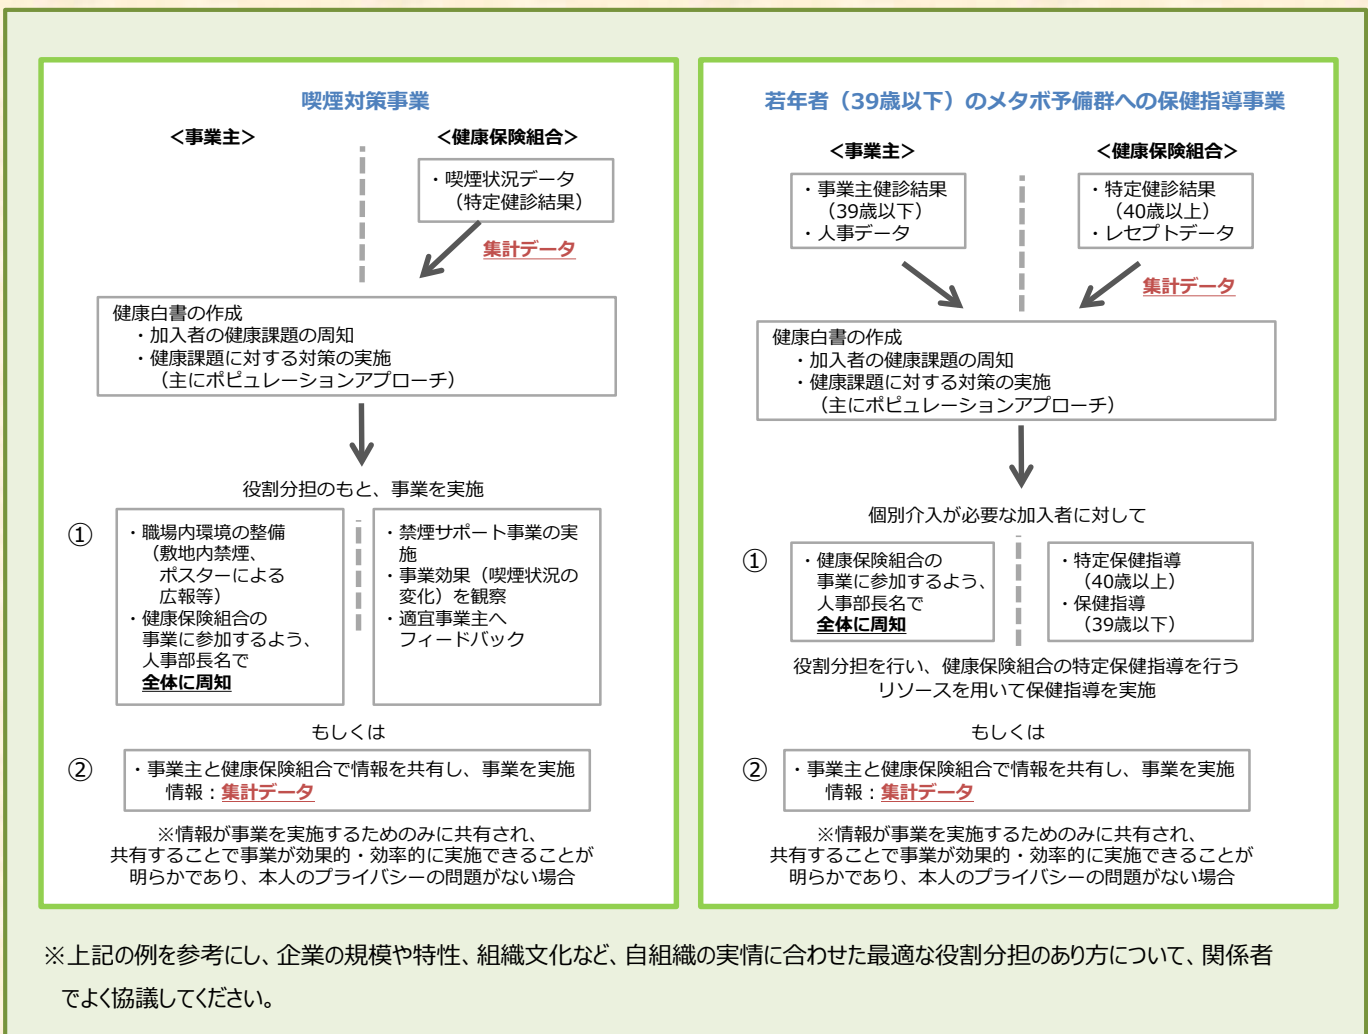 喫煙対策事業
<事業主>
<健康保険組合>
・喫煙状況データ
（特定健診結果）
集計データ
健康白書の作成
・加入者の健康課題の周知
・健康課題に対する対策の実施
（主にポピュレーションアプローチ）
役割分担のもと、事業を実施
①
・職場内環境の整備
（敷地内禁煙、
ポスターによる
広報等）
・健康保険組合の
事業に参加するよう、
人事部長名で
全体に周知
・禁煙サポート事業の実
施
・事業効果（喫煙状況の
変化）を観察
・適宜事業主へ
フィードバック
もしくは
②
・事業主と健康保険組合で情報を共有し、事業を実施
情報：集計データ
※情報が事業を実施するためのみに共有され、
共有することで事業が効果的・効率的に実施できることが
明らかであり、本人のプライバシーの問題がない場合
若年者（39歳以下）のメタボ予備群への保健指導事業
<事業主>
<健康保険組合>
・事業主健診結果
（39歳以下）
・人事データ
・特定健診結果
（40歳以上）
・レセプトデータ
集計データ
健康白書の作成
・加入者の健康課題の周知
・健康課題に対する対策の実施
（主にポピュレーションアプローチ）
個別介入が必要な加入者に対して
①
・健康保険組合の
事業に参加するよう、
人事部長名で
全体に周知
・特定保健指導
（40歳以上）
・保健指導
（39歳以下）
役割分担を行い、健康保険組合の特定保健指導を行う
リソースを用いて保健指導を実施
もしくは
②
・事業主と健康保険組合で情報を共有し、事業を実施
情報：集計データ
※情報が事業を実施するためのみに共有され、
共有することで事業が効果的・効率的に実施できることが
明らかであり、本人のプライバシーの問題がない場合
※上記の例を参考にし、企業の規模や特性、組織文化など、自組織の実情に合わせた最適な役割分担のあり方について、関係者
でよく協議してください。